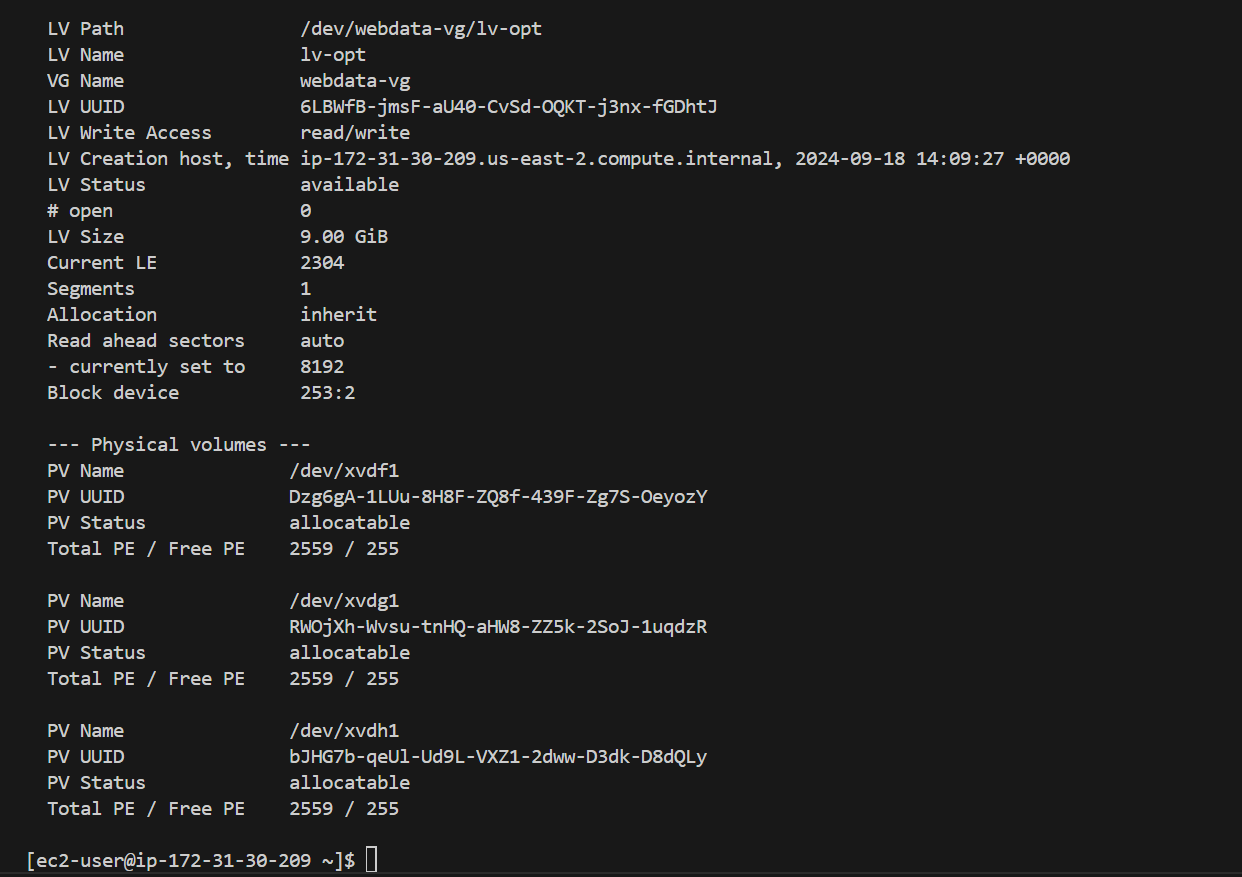 LV Path                /dev/webdata-vg/lv-opt
LV Name                lv-opt
VG Name                webdata-vg
LV UUID                6LBWfB-jmsF-aU40-CvSd-OQKT-j3nx-fGDhtJ
LV Write Access        read/write
LV Creation host, time ip-172-31-30-209.us-east-2.compute.internal, 2024-09-18 14:09:27 +0000
LV Status              available
# open                 0
LV Size                9.00 GiB
Current LE             2304
Segments               1
Allocation             inherit
Read ahead sectors     auto
- currently set to     8192
Block device           253:2

--- Physical volumes ---
PV Name               /dev/xvdf1
PV UUID               Dzg6gA-1LUu-8H8F-ZQ8f-439F-Zg7S-OeyozY
PV Status             allocatable
Total PE / Free PE    2559 / 255

PV Name               /dev/xvdg1
PV UUID               RWOjXh-Wvsu-tnHQ-aHW8-ZZ5k-2SoJ-1uqdzR
PV Status             allocatable
Total PE / Free PE    2559 / 255

PV Name               /dev/xvdh1
PV UUID               bJHG7b-qeUl-Ud9L-VXZ1-2dww-D3dk-D8dQLy
PV Status             allocatable
Total PE / Free PE    2559 / 255

[ec2-user@ip-172-31-30-209 ~]$